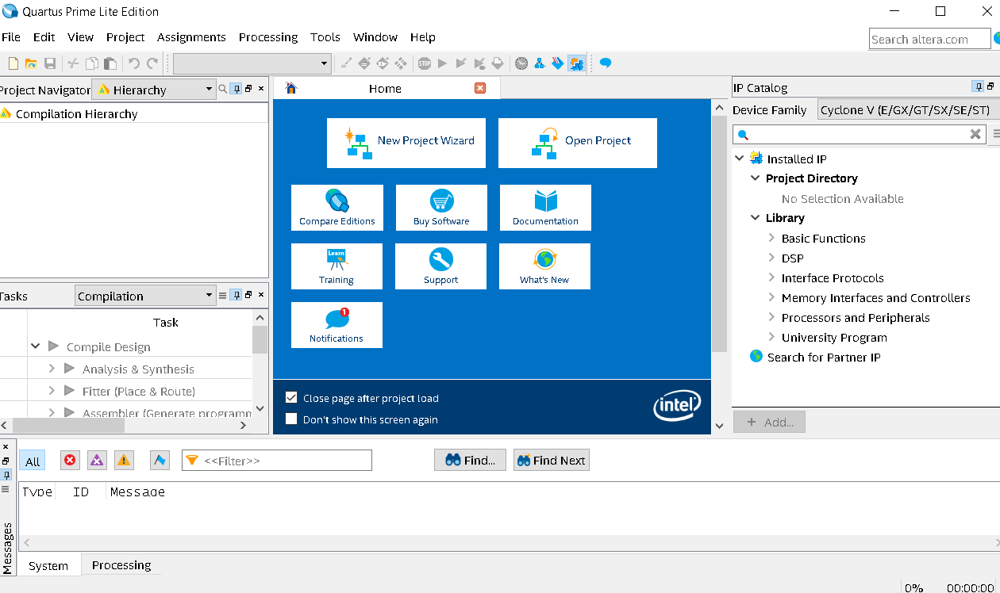 Quartus Prime Lite Edition
File Edit View Project Assignments Processing Tools Window Help
Search altera.com
STOP
Project Navigator Hierarchy
Compilation Hierarchy
Home
New Project Wizard
Open Project
Compare Editions
Buy Software
Documentation
Learn
Training
Support
What's New
1
Notifications
Close page after project load
Don't show this screen again
intel
IP Catalog
Device Family Cyclone V (E/GX/GT/SX/SE/ST)
Installed IP
Project Directory
No Selection Available
Library
Basic Functions
DSP
Interface Protocols
Memory Interfaces and Controllers
Processors and Peripherals
University Program
Search for Partner IP
+ Add...
Tasks Compilation
Task
Compile Design
Analysis & Synthesis
Fitter (Place & Route)
Assembler (Generate programm
All
<<Filter>>
Find...
Find Next
Type ID Message
Messages
System Processing
0% 00:00:00